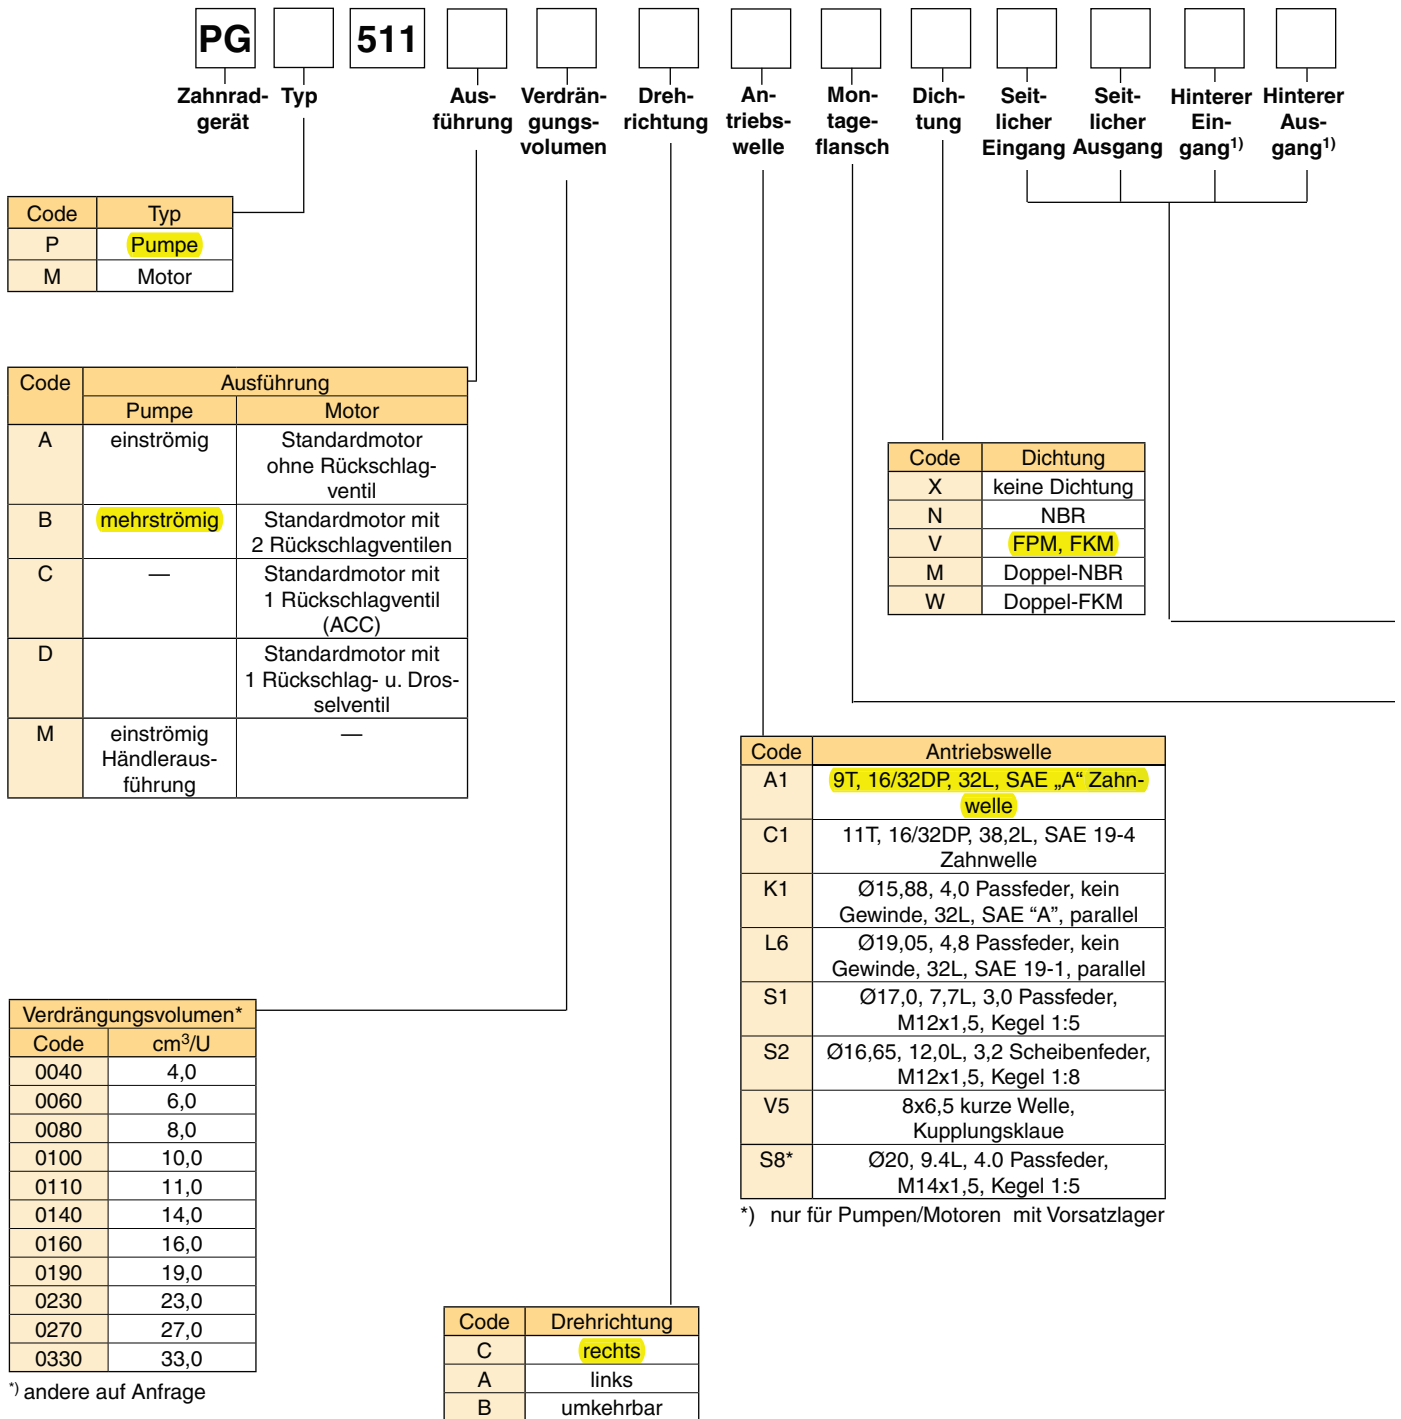 PG 511
Zahnrad- Typ Aus- Verdrän- Dreh- An- Mon- Dich- Seit- Seit- Hinterer Hinterer
gerät führung gungs- richtung triebs- tage- tung licher licher Ein- Aus-
volumen welle flansch Eingang Ausgang gang1) gang1)
Code Typ
P Pumpe
M Motor
Code Ausführung
Pumpe Motor
A einströmig Standardmotor
ohne Rückschlag-
ventil
B mehrströmig Standardmotor mit
2 Rückschlagventilen
C — Standardmotor mit
1 Rückschlagventil
(ACC)
D Standardmotor mit
1 Rückschlag- u. Dros-
selventil
M einströmig —
Händleraus-
führung
Code Dichtung
X keine Dichtung
N NBR
V FPM, FKM
M Doppel-NBR
W Doppel-FKM
Code Antriebswelle
A1 9T, 16/32DP, 32L, SAE „A“ Zahn-
welle
C1 11T, 16/32DP, 38,2L, SAE 19-4
Zahnwelle
K1 Ø15,88, 4,0 Passfeder, kein
Gewinde, 32L, SAE “A”, parallel
L6 Ø19,05, 4,8 Passfeder, kein
Gewinde, 32L, SAE 19-1, parallel
S1 Ø17,0, 7,7L, 3,0 Passfeder,
M12x1,5, Kegel 1:5
S2 Ø16,65, 12,0L, 3,2 Scheibenfeder,
M12x1,5, Kegel 1:8
V5 8x6,5 kurze Welle,
Kupplungsklaue
S8* Ø20, 9.4L, 4.0 Passfeder,
M14x1,5, Kegel 1:5
*) nur für Pumpen/Motoren mit Vorsatzlager
Verdrängungsvolumen*
Code cm3/U
0040 4,0
0060 6,0
0080 8,0
0100 10,0
0110 11,0
0140 14,0
0160 16,0
0190 19,0
0230 23,0
0270 27,0
0330 33,0
*) andere auf Anfrage
Code Drehrichtung
C rechts
A links
B umkehrbar